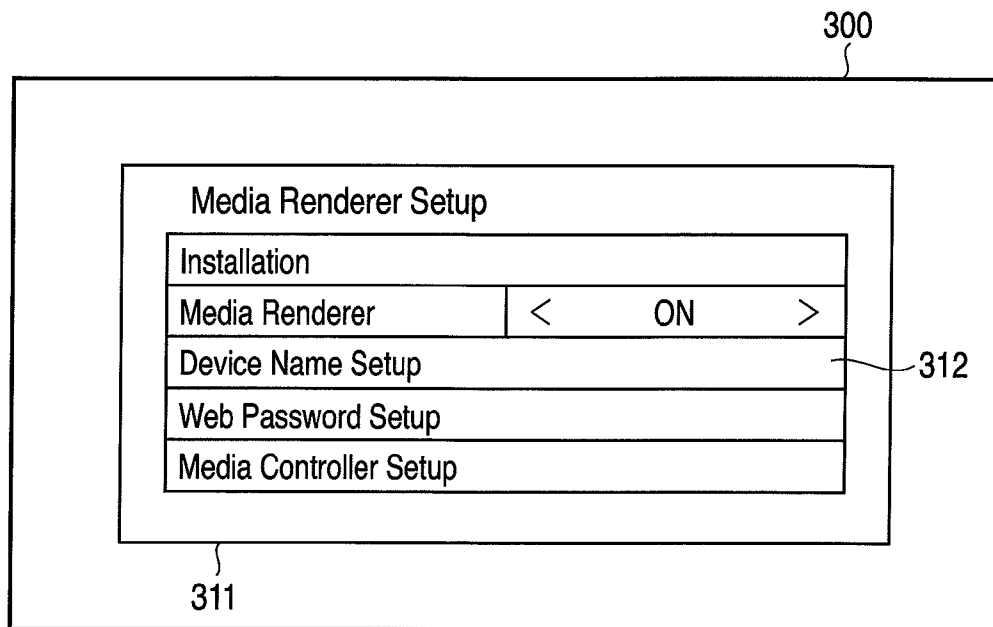 300
Media Renderer Setup
Installation
Media Renderer < ON >
Device Name Setup
312
Web Password Setup
Media Controller Setup
311